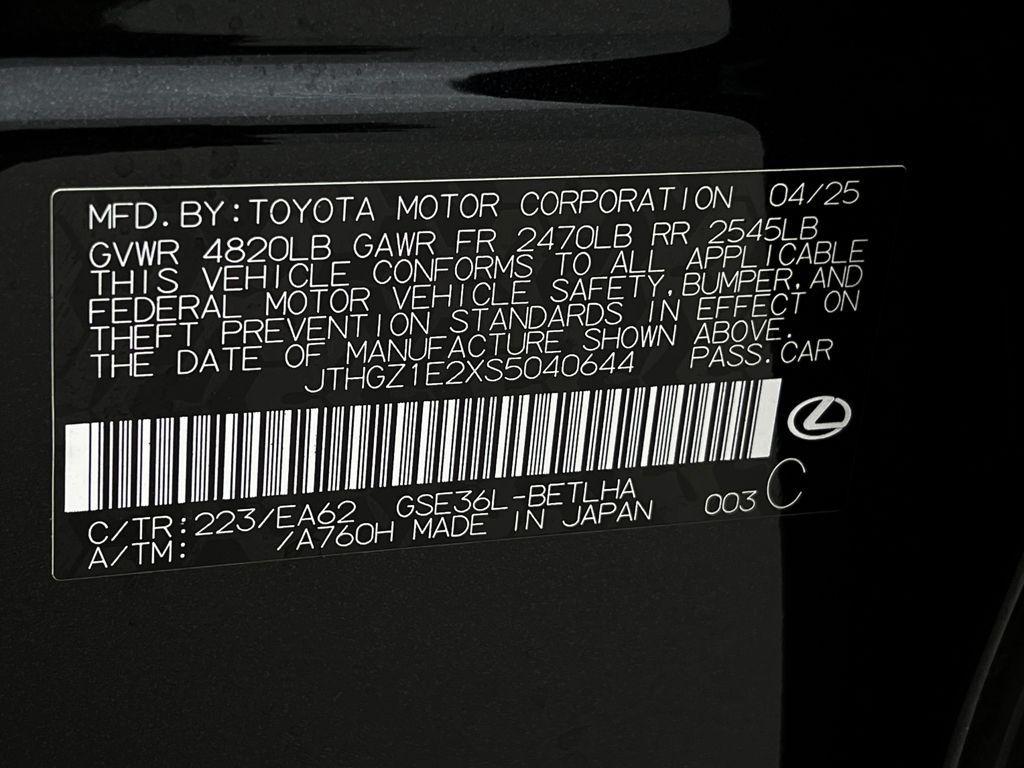 MFD. BY: TOYOTA MOTOR CORPORATION 04/25
GVWR 4820LB GAWR FR 2470LB RR 2545LB
THIS VEHICLE CONFORMS TO ALL APPLICABLE
FEDERAL MOTOR VEHICLE SAFETY, BUMPER, AND
THEFT PREVENTION STANDARDS IN EFFECT ON
THE DATE OF MANUFACTURE SHOWN ABOVE.
JTHGZ1E2XS5040644 PASS. CAR
C/TR: 223/EA62 GSE36L-BETLHA 003 C
A/TM: /A760H MADE IN JAPAN